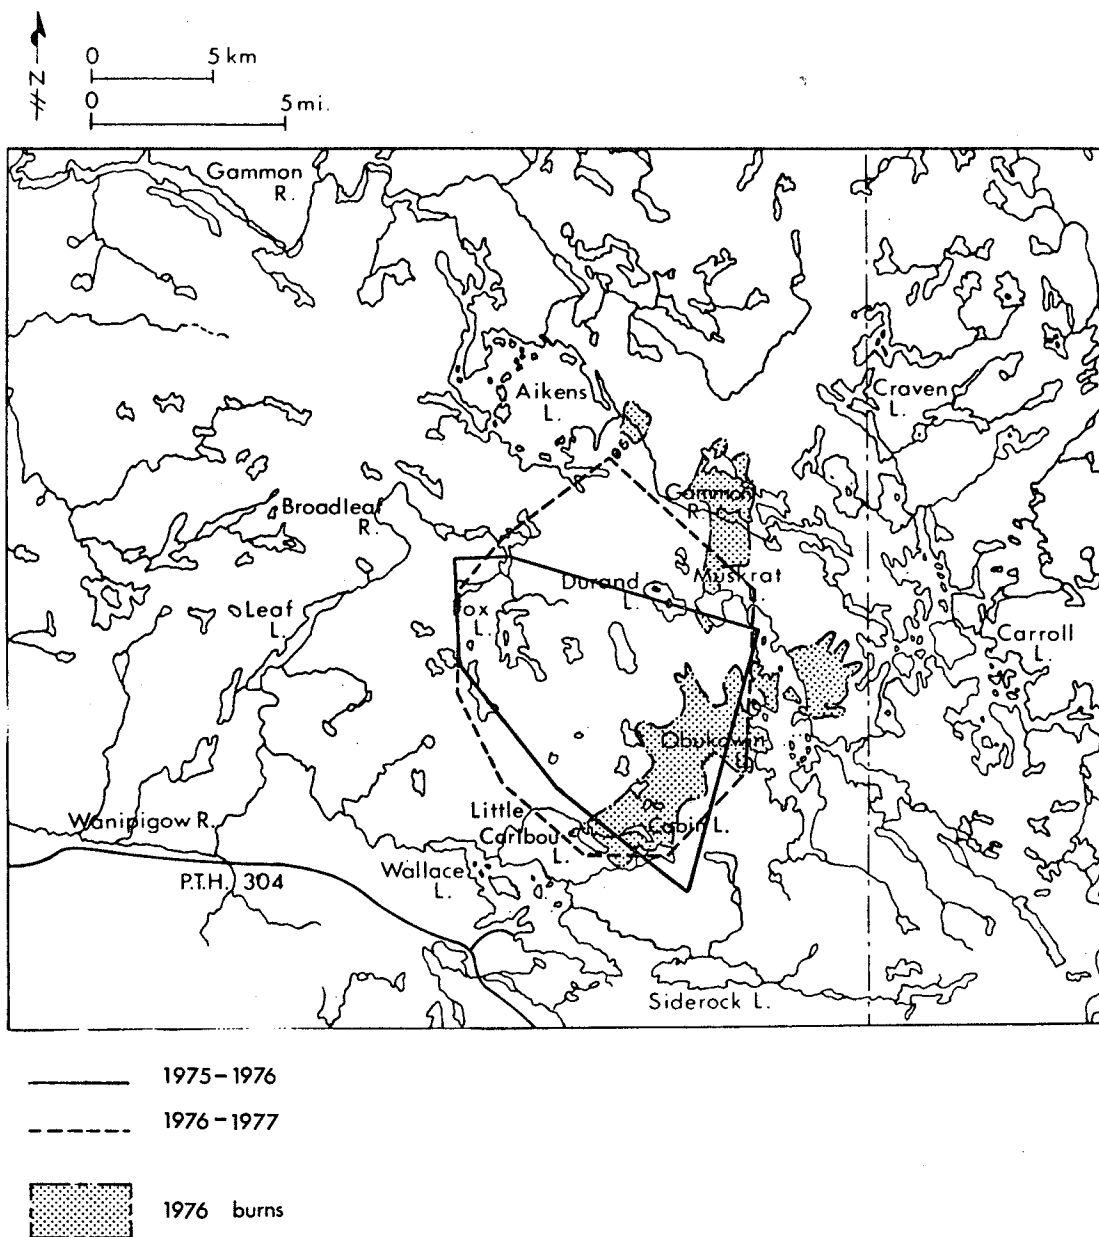 0 5 km
N
0 5 mi.
Gammon
R.
Aikens
L.
Craven
L.
Broadleaf
R.
Gammon
R.
Durand
L.
Muskrat
Leaf
L.
Fox
L.
Carroll
L.
Obukowin
L.
Little
Caribou
L.
Cabin L.
Wanipigow R.
Wallace
L.
P.T.H. 304
Siderock L.
1975-1976
1976-1977
1976 burns